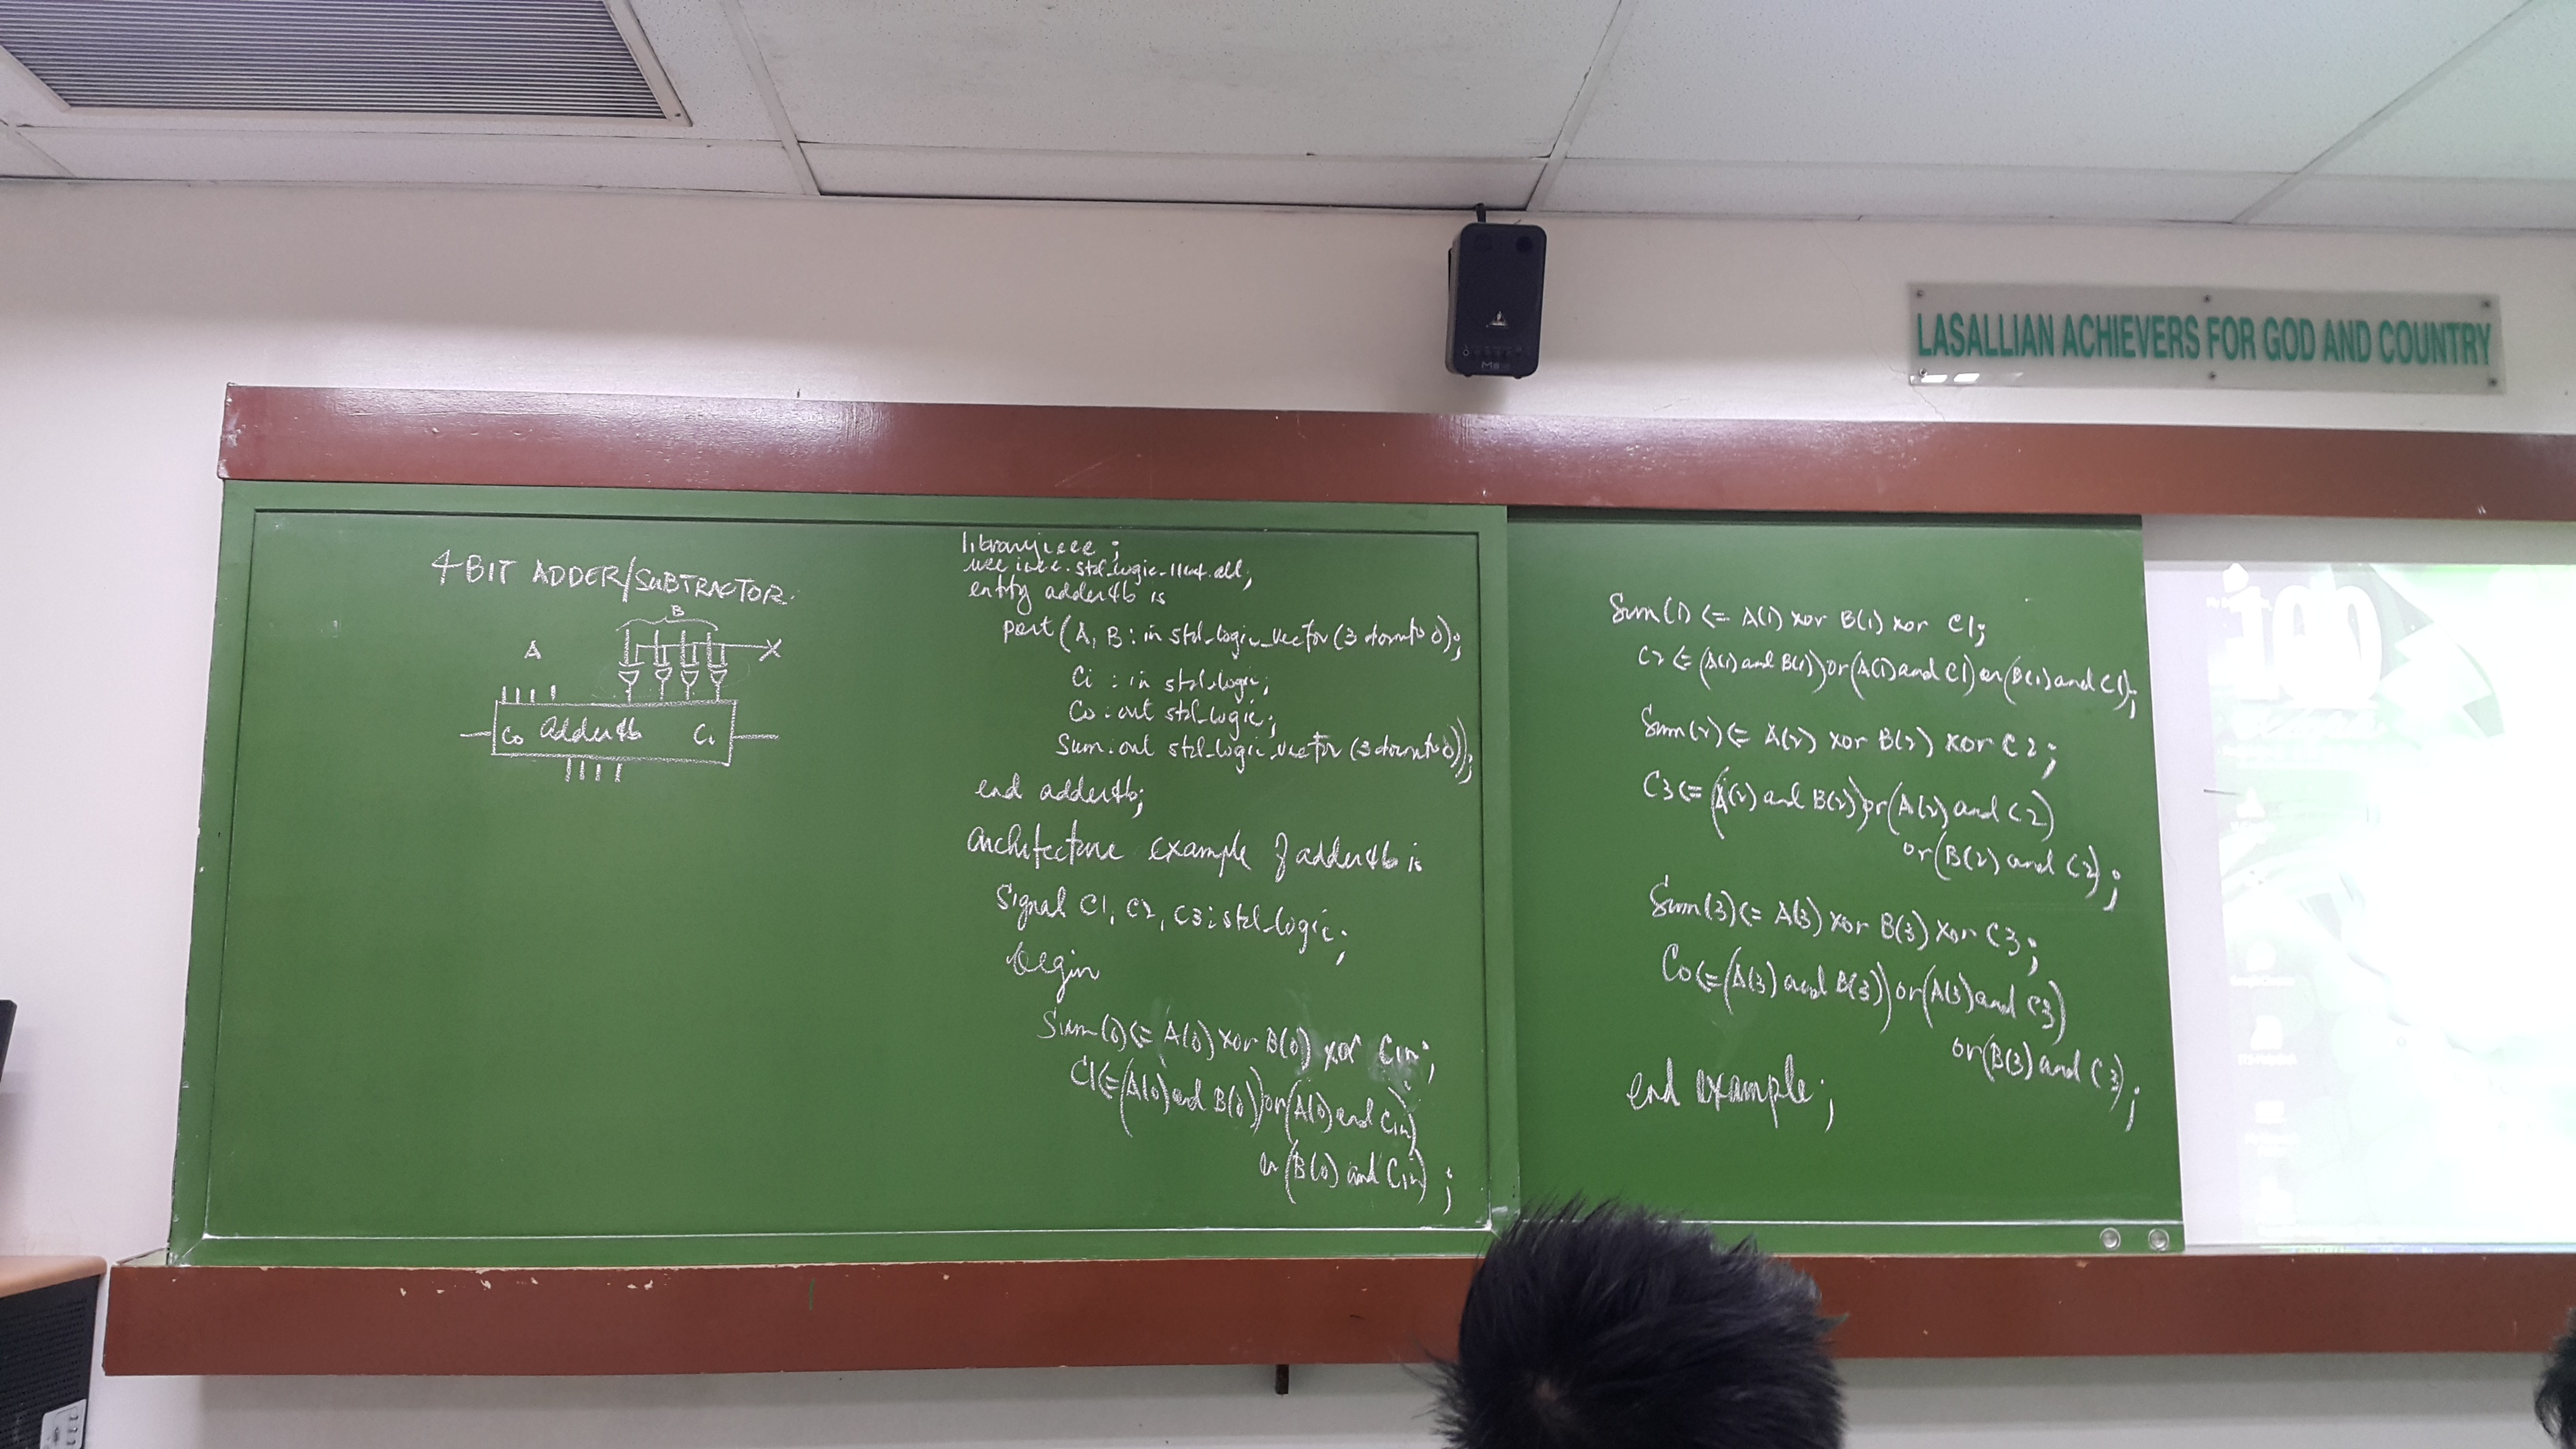 LASALLIAN ACHIEVERS FOR GOD AND COUNTRY
4-BIT ADDER/SUBTRACTOR
B
A
X
Co adder4b Ci
library ieee;
use ieee.std_logic_1164.all;
entity adder4b is
port (A, B : in std_logic_vector (3 downto 0);
Ci : in std_logic;
Co : out std_logic;
Sum : out std_logic_vector (3 downto 0));
end adder4b;
architecture example of adder4b is
Signal C1, C2, C3 : std_logic;
begin
Sum(0) <= A(0) xor B(0) xor Cin;
C1 <= (A(0) and B(0)) or (A(0) and Cin)
or (B(0) and Cin);
Sum(1) <= A(1) xor B(1) xor C1;
C2 <= (A(1) and B(1)) or (A(1) and C1) or (B(1) and C1);
Sum(2) <= A(2) xor B(2) xor C2;
C3 <= (A(2) and B(2)) or (A(2) and C2)
or (B(2) and C2);
Sum(3) <= A(3) xor B(3) xor C3;
Co <= (A(3) and B(3)) or (A(3) and C3)
or (B(3) and C3);
end example;
100